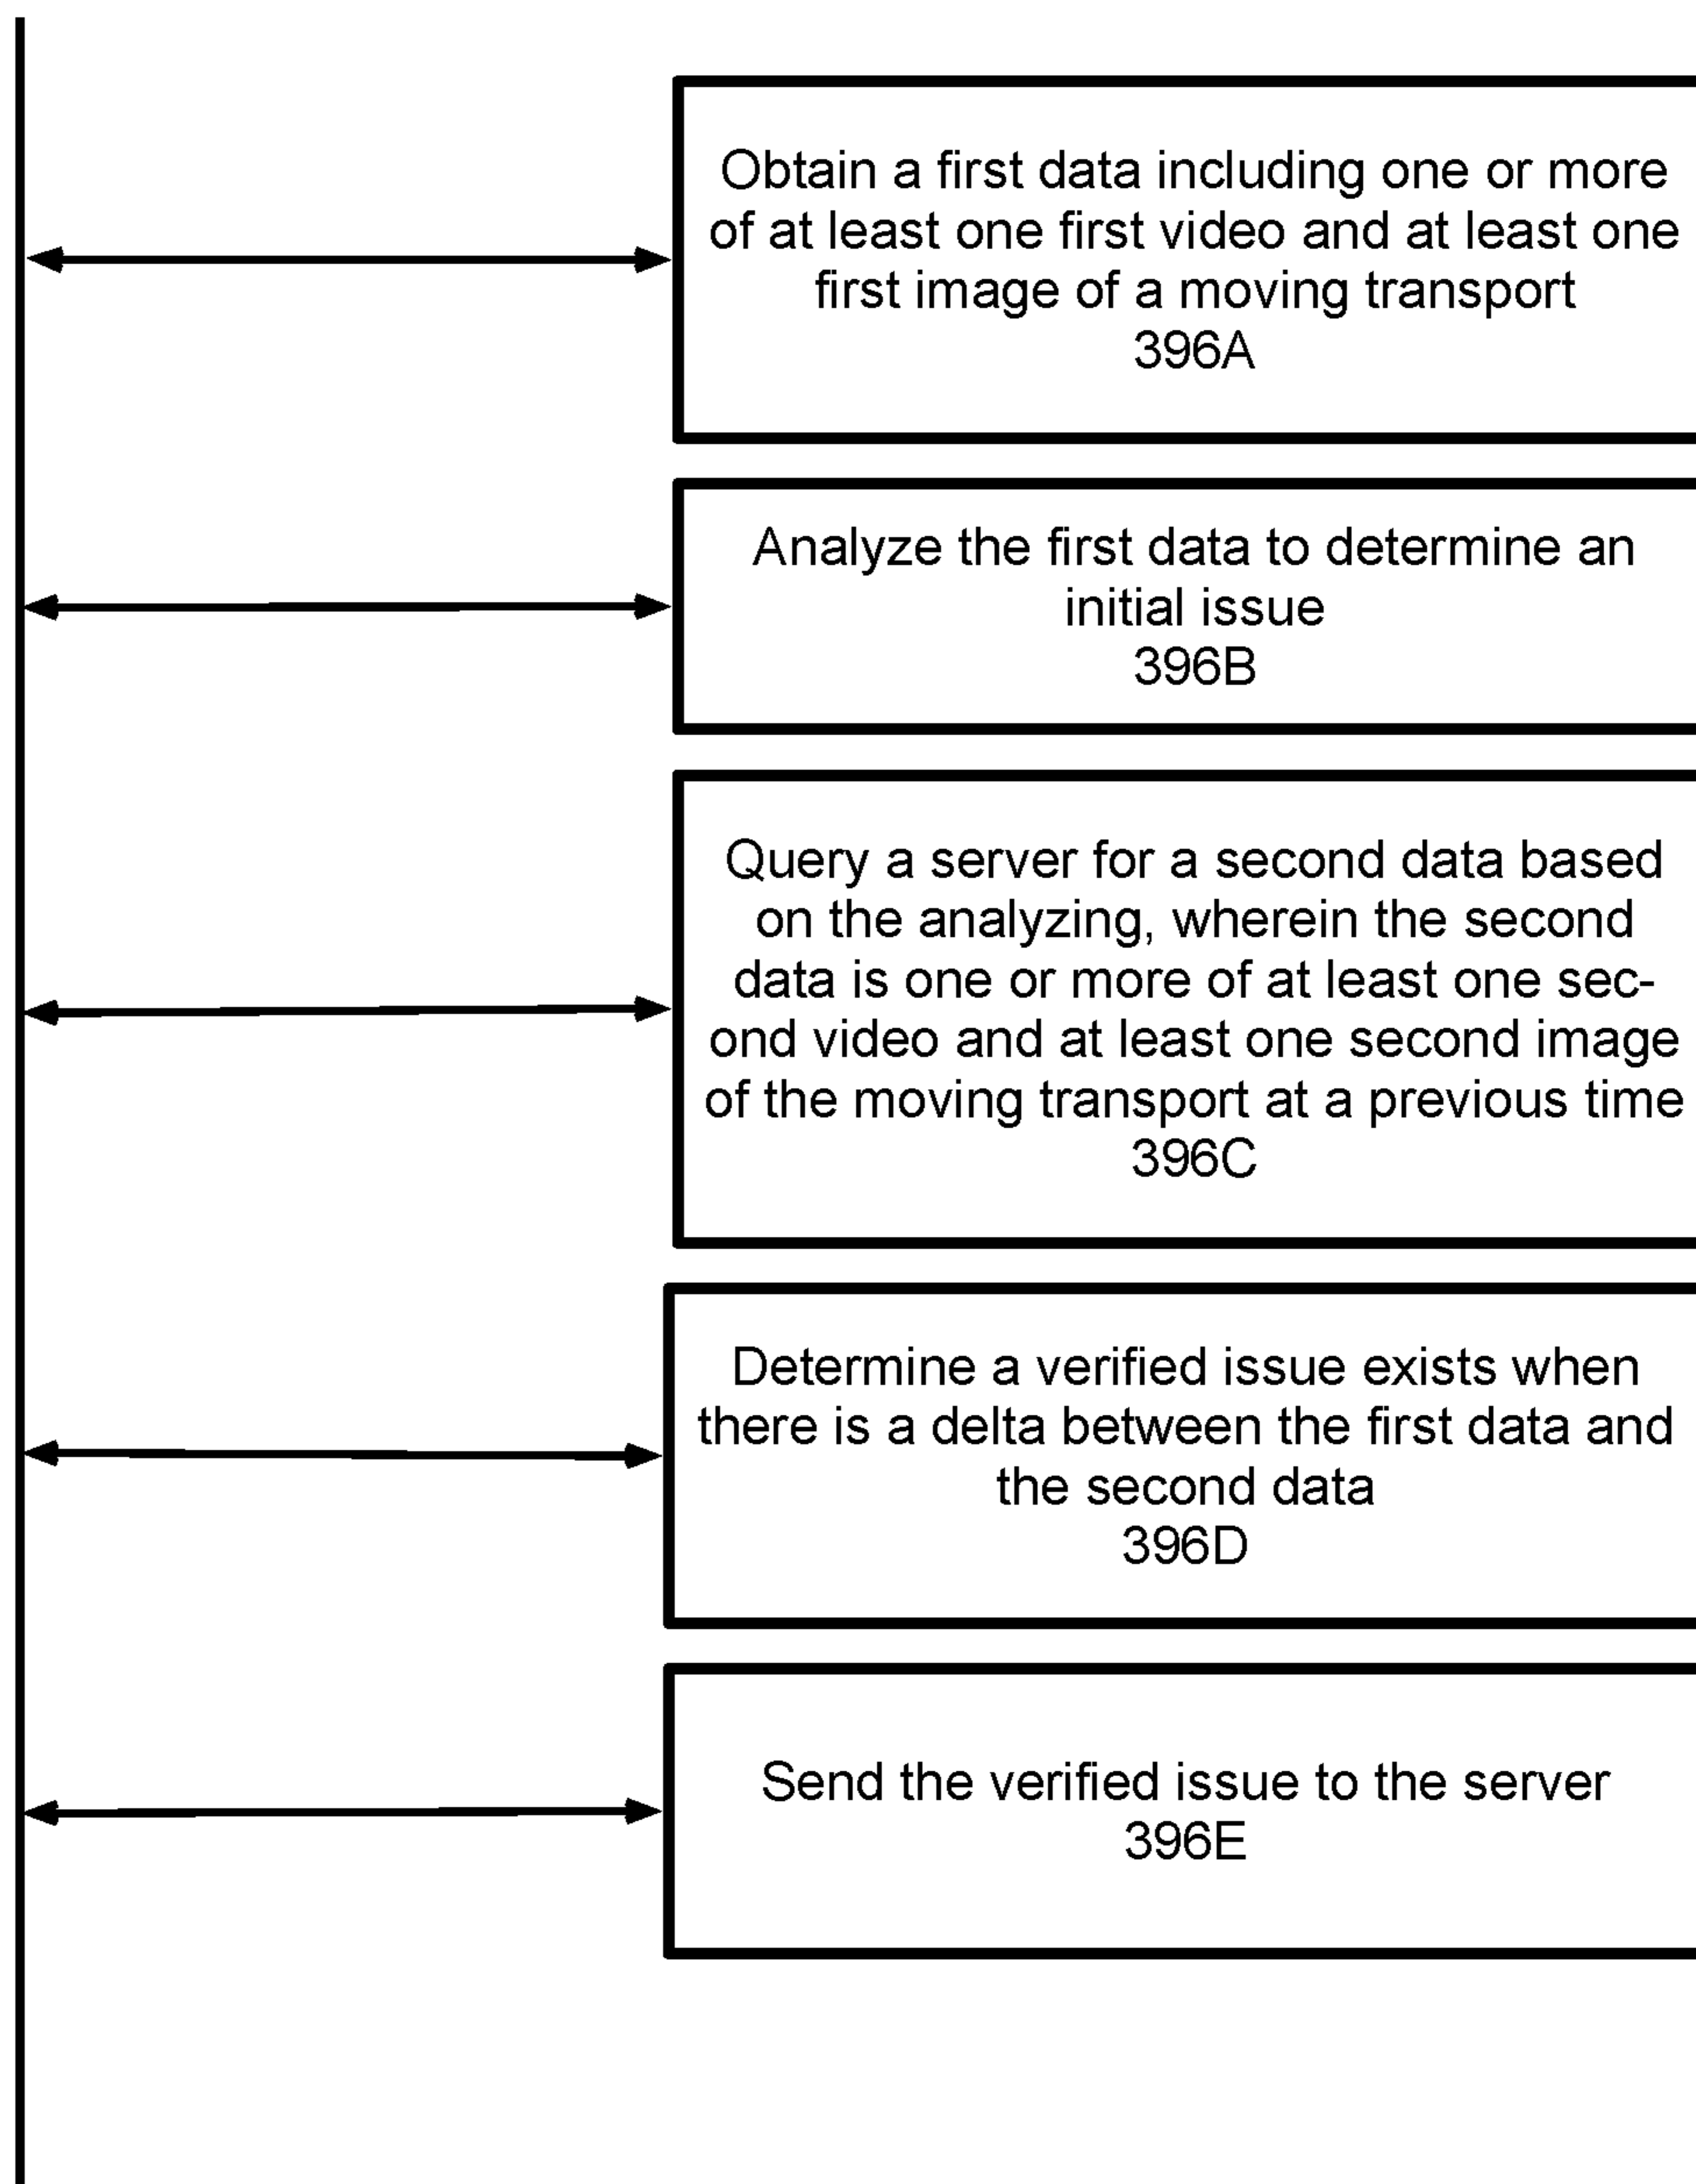 Obtain a first data including one or more
of at least one first video and at least one
first image of a moving transport
396A
Analyze the first data to determine an
initial issue
396B
Query a server for a second data based
on the analyzing, wherein the second
data is one or more of at least one sec-
ond video and at least one second image
of the moving transport at a previous time
396C
Determine a verified issue exists when
there is a delta between the first data and
the second data
396D
Send the verified issue to the server
396E